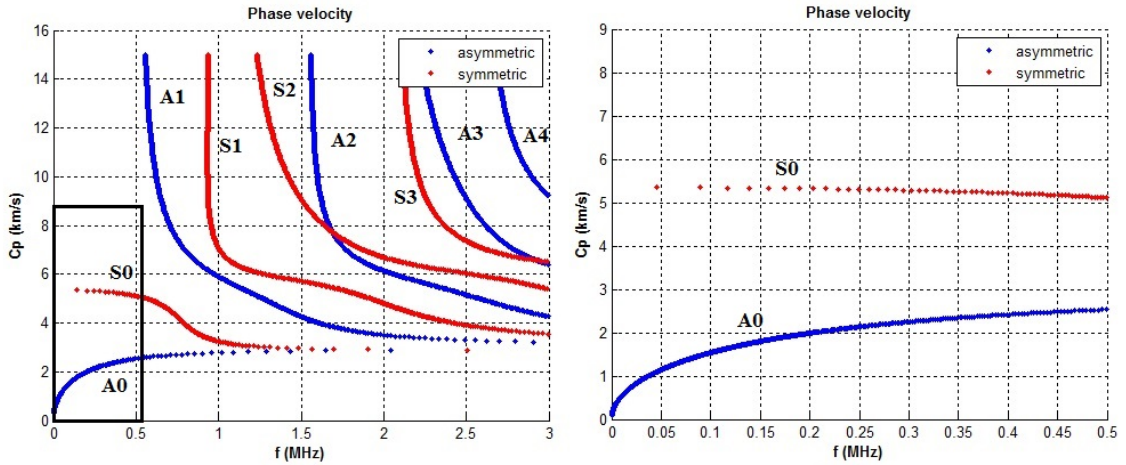 Phase velocity
16
14
12
10
8
6
4
2
0
Cp (km/s)
0 0.5 1 1.5 2 2.5 3
f (MHz)
asymmetric
symmetric
A1
S1
S2
A2
S3
A3
A4
S0
A0
Phase velocity
9
8
7
6
5
4
3
2
1
0
Cp (km/s)
0 0.05 0.1 0.15 0.2 0.25 0.3 0.35 0.4 0.45 0.5
f (MHz)
asymmetric
symmetric
S0
A0